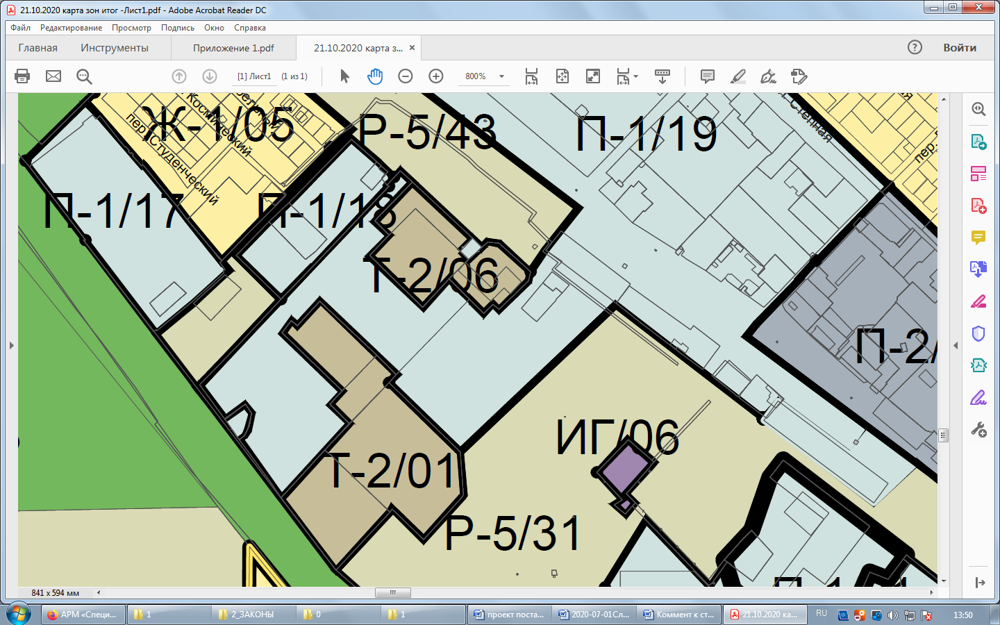 21.10.2020 карта зон итог -Лист1.pdf - Adobe Acrobat Reader DC
Файл Редактирование Просмотр Подпись Окно Справка
Главная Инструменты Приложение 1.pdf 21.10.2020 карта з... × Войти
[1] Лист1 (1 из 1) 800%
Ж-1/05
пер. Студенческий
Космический
Р-5/43
П-1/19
Степная
пер.
П-1/17
П-1/18
Т-2/06
П-2/
ИГ/06
Т-2/01
Р-5/31
841 x 594 мм
АРМ «Специ... 1 2_ЗАКОНЫ 0 1 проект поста... 2020-07-01Сл... Коммент к ст... 21.10.2020 ка... RU 13:50